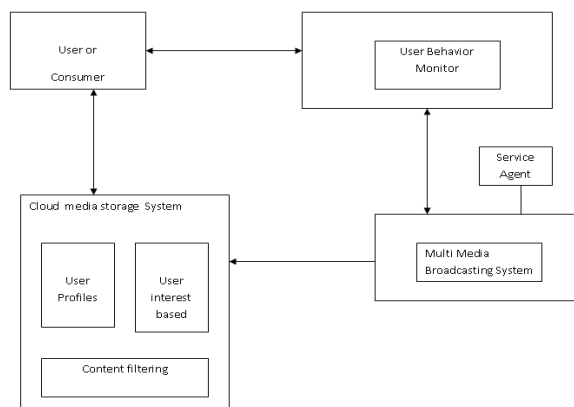 User or
Consumer
User Behavior
Monitor
Service
Agent
Cloud media storage System
User
Profiles
User
interest
based
Multi Media
Broadcasting System
Content filtering